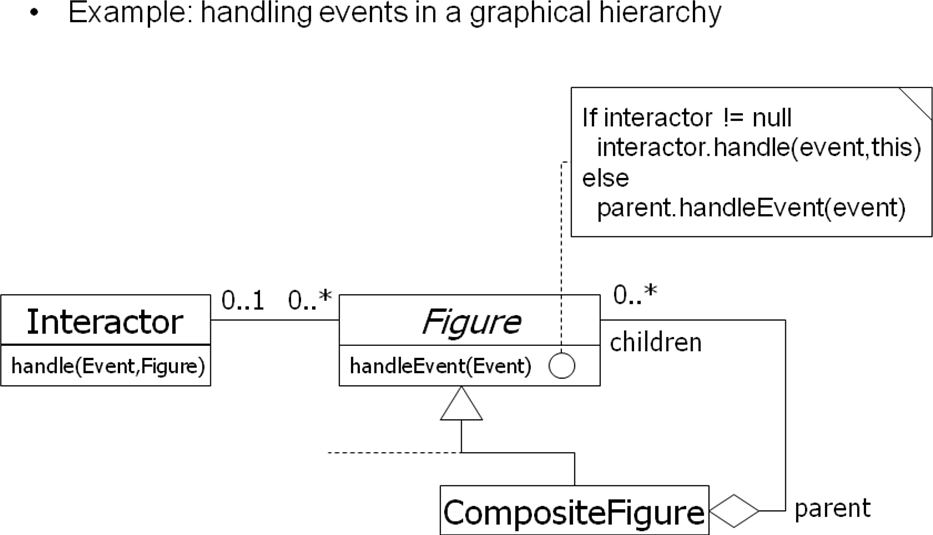 • Example: handling events in a graphical hierarchy
If interactor != null
interactor.handle(event,this)
else
parent.handleEvent(event)
0..1 0..* 0..*
Interactor
Figure
children
handle(Event,Figure)
handleEvent(Event)
CompositeFigure
parent